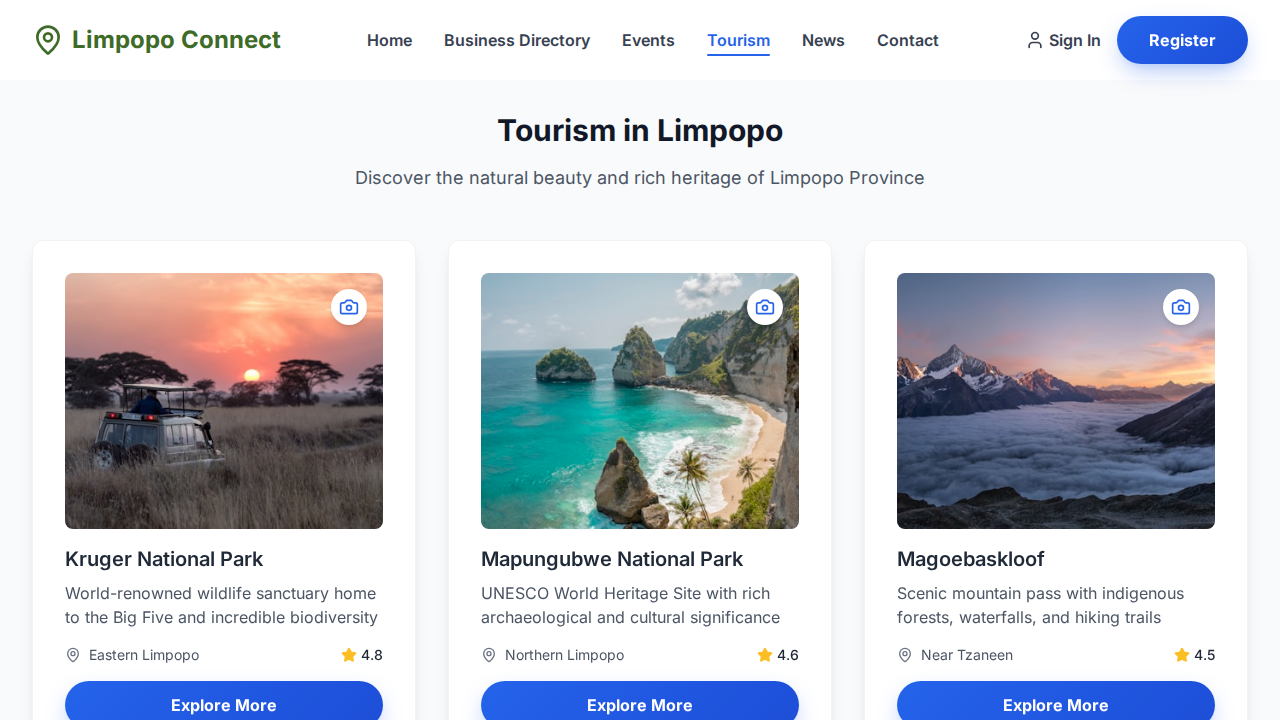 Limpopo Connect
Home
Business Directory
Events
Tourism
News
Contact
Sign In
Register
Tourism in Limpopo
Discover the natural beauty and rich heritage of Limpopo Province
Kruger National Park
World-renowned wildlife sanctuary home
to the Big Five and incredible biodiversity
Eastern Limpopo
4.8
Explore More
Mapungubwe National Park
UNESCO World Heritage Site with rich
archaeological and cultural significance
Northern Limpopo
4.6
Explore More
Magoebaskloof
Scenic mountain pass with indigenous
forests, waterfalls, and hiking trails
Near Tzaneen
4.5
Explore More